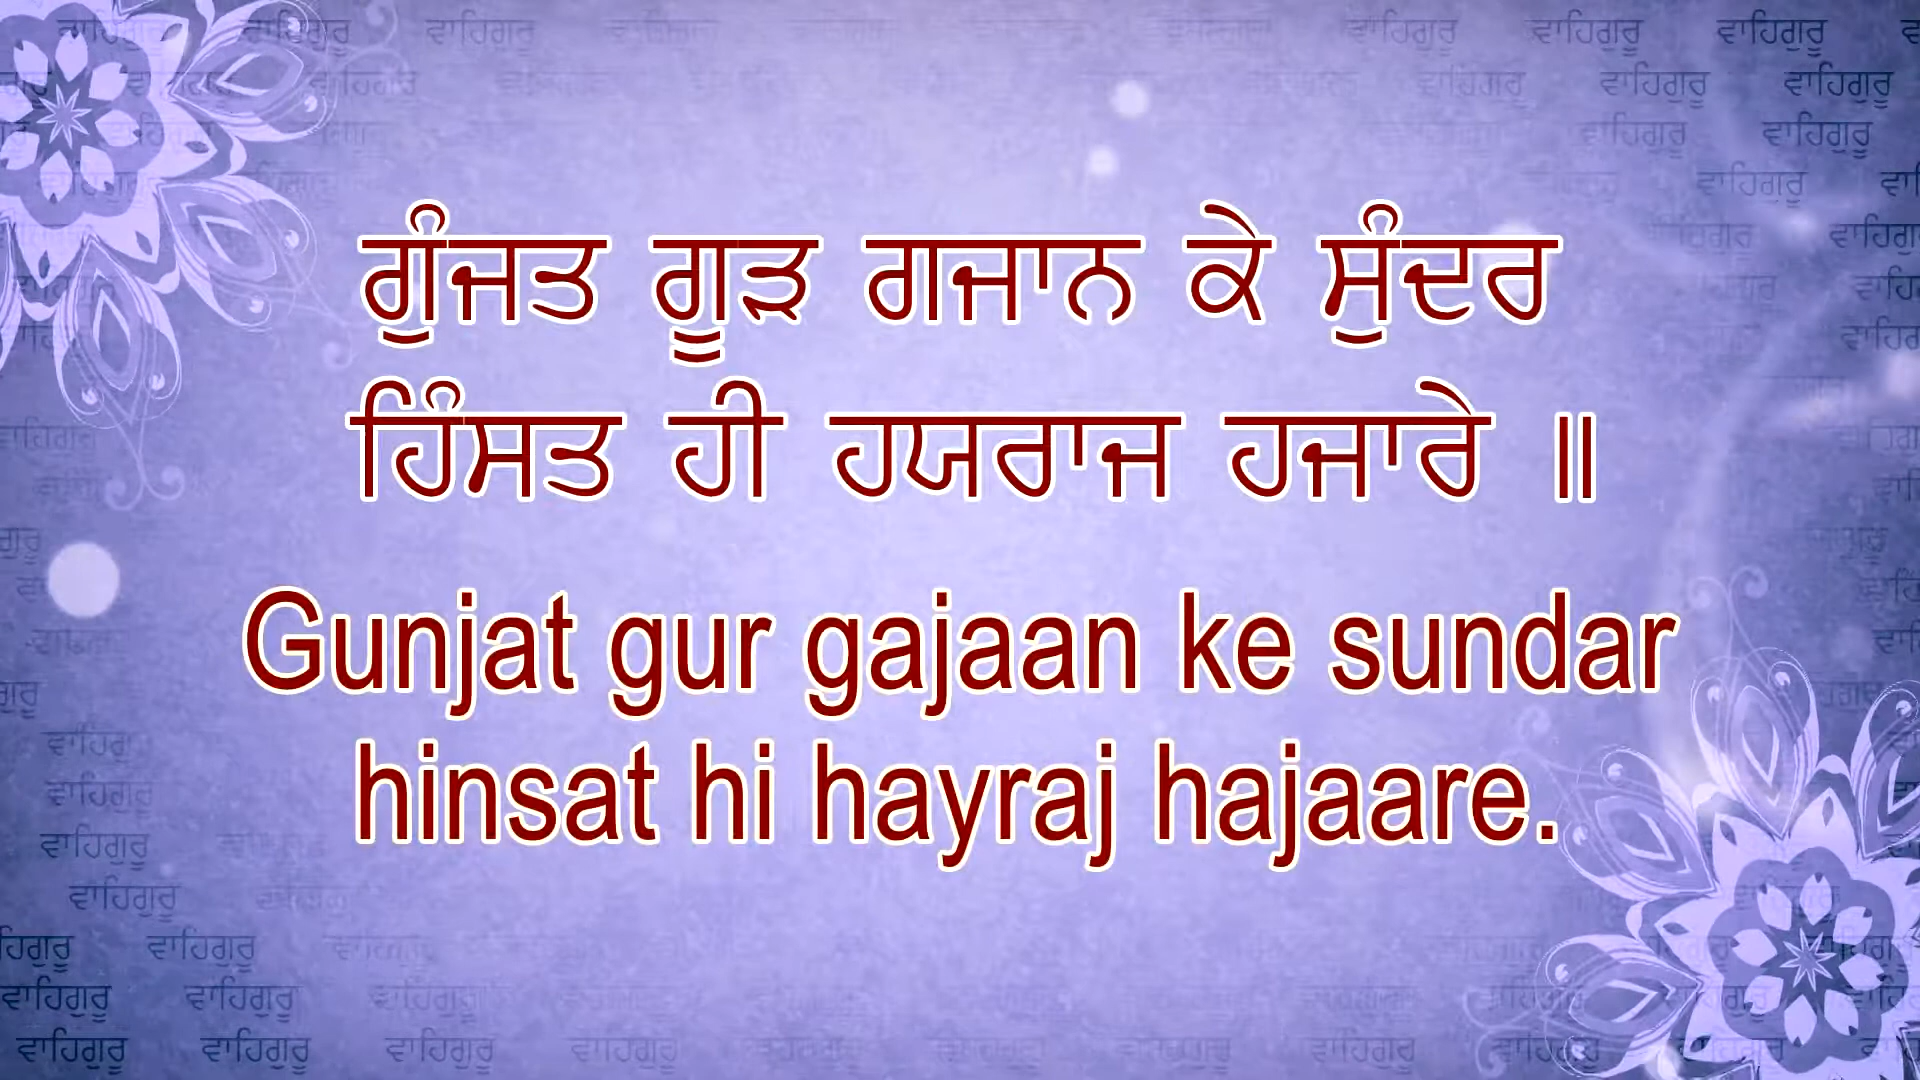 ਗੁੰਜਤ ਗੂੜ ਗਜਾਨ ਕੇ ਸੁੰਦਰ
ਹਿੰਸਤ ਹੀ ਹਯਰਾਜ ਹਜਾਰੇ ॥
Gunjat gur gajaan ke sundar
hinsat hi hayraj hajaare.